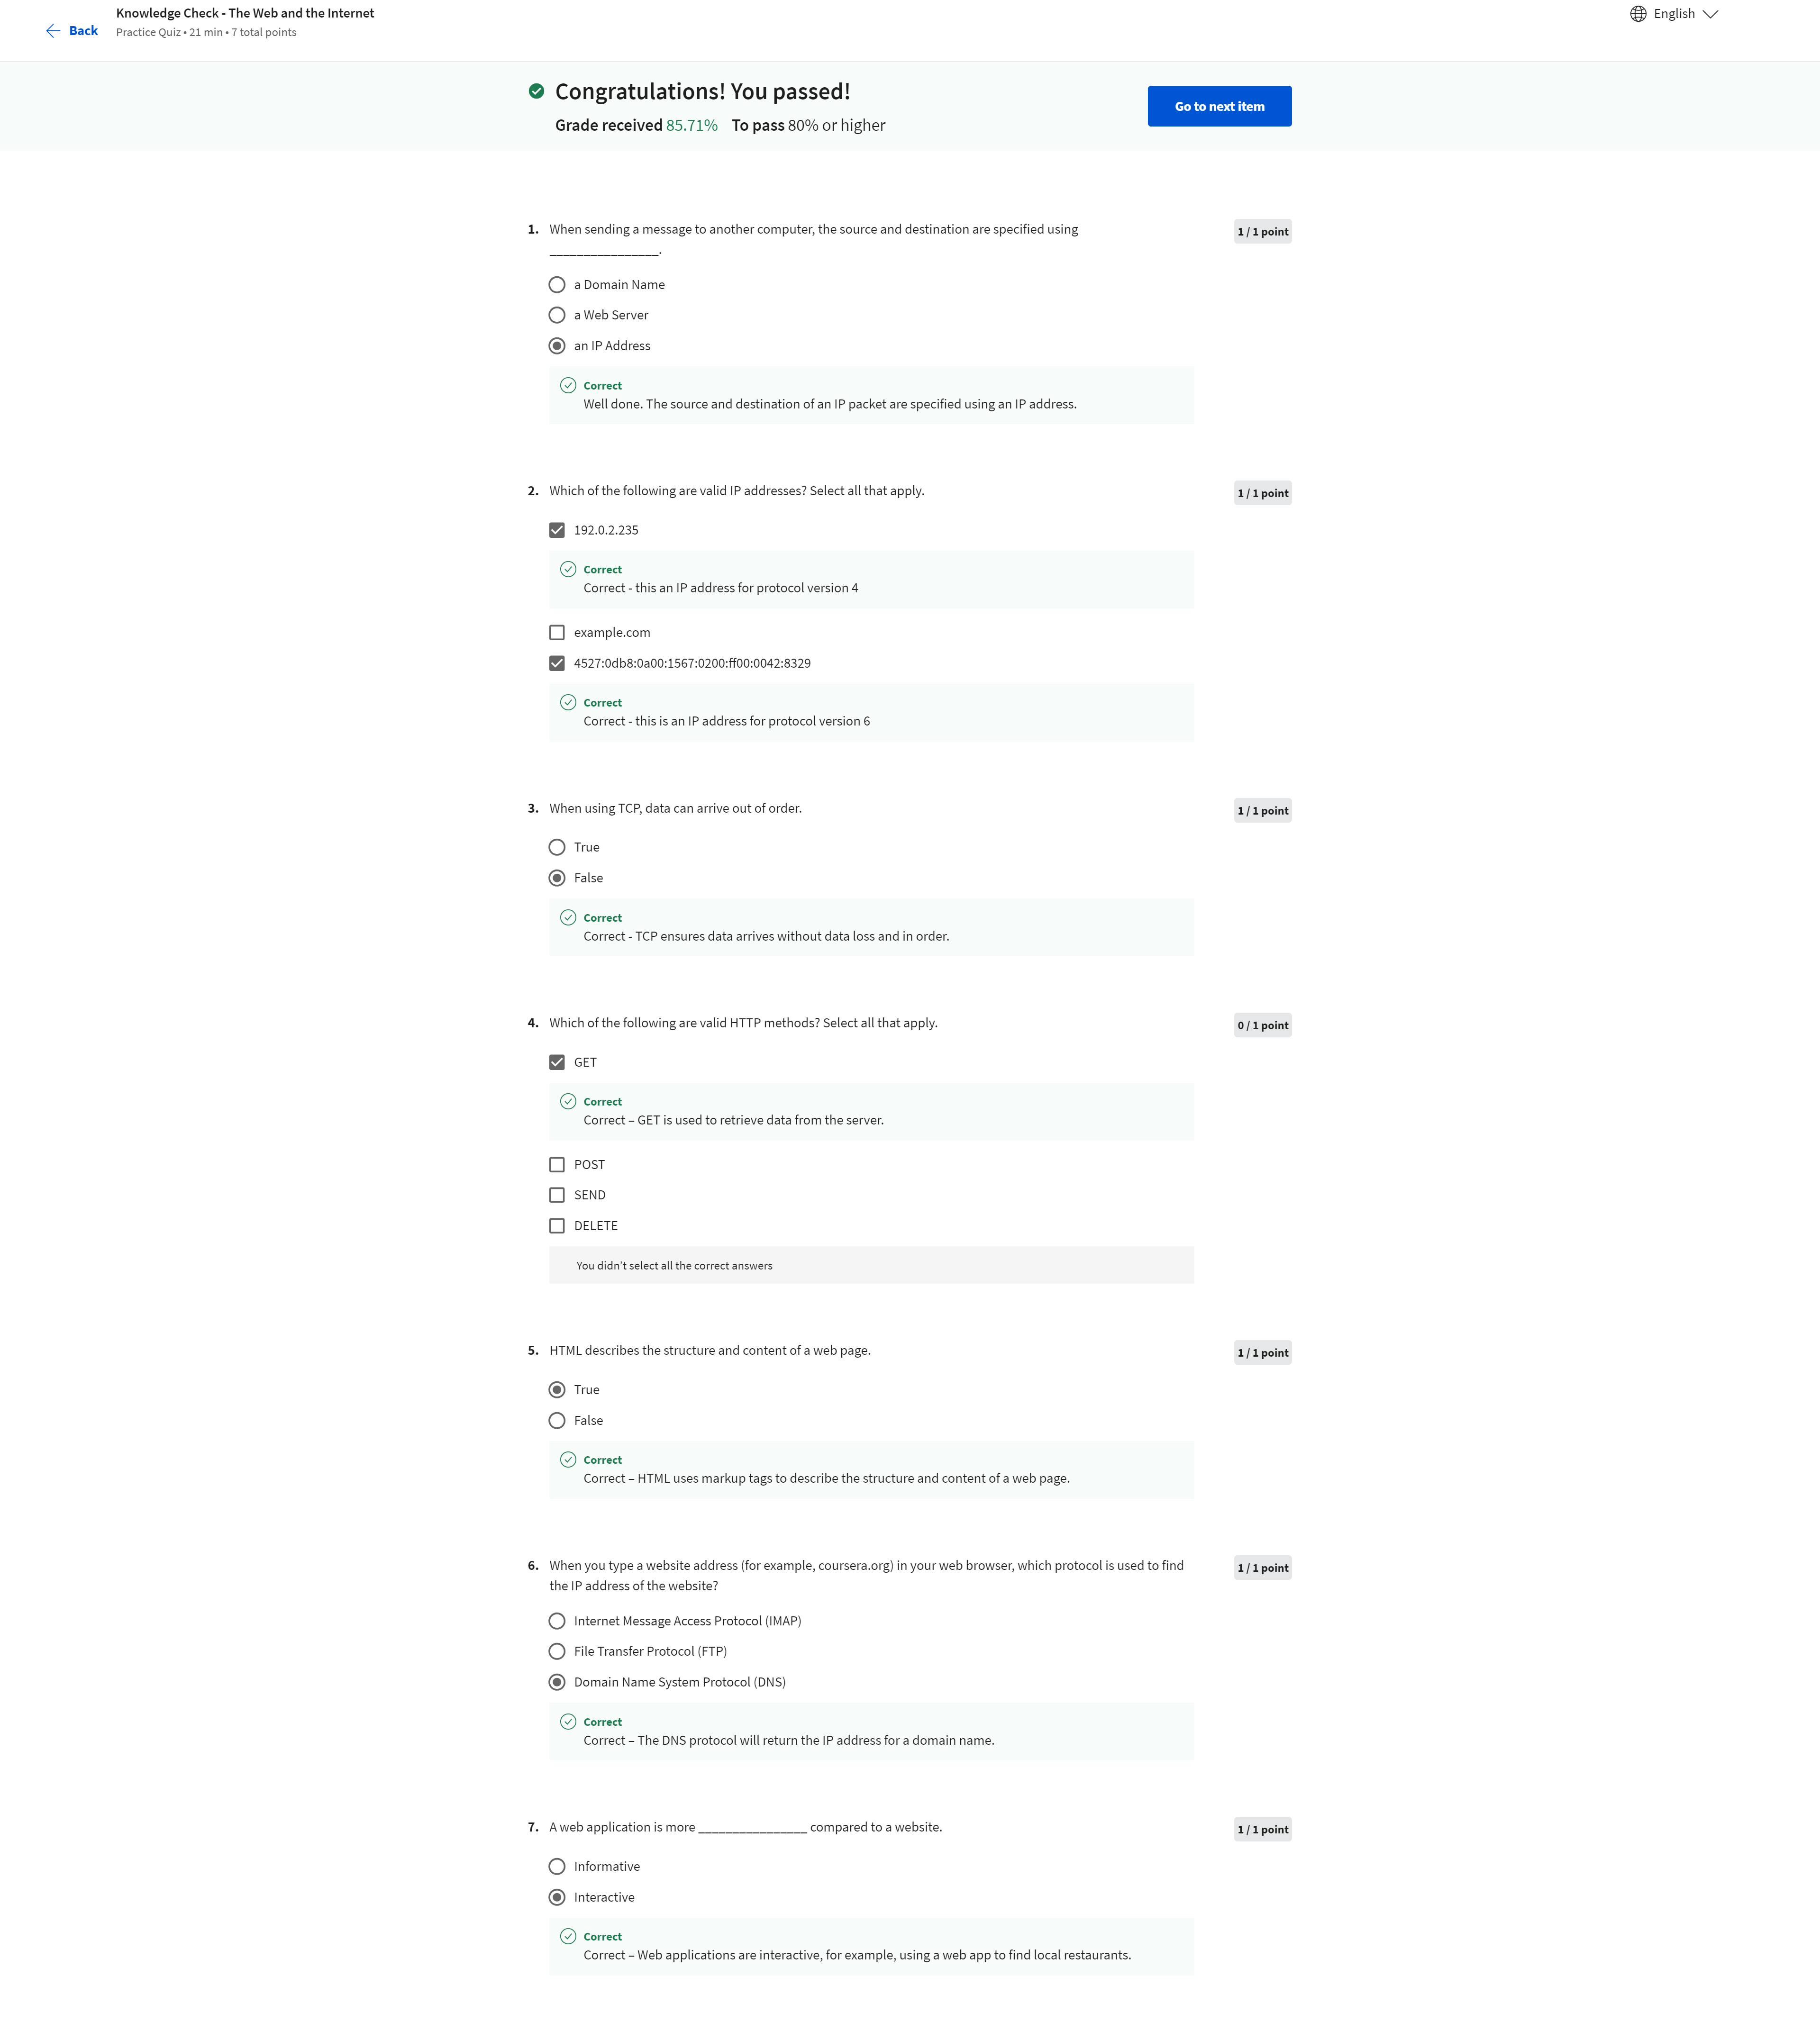 Back
Knowledge Check - The Web and the Internet
Practice Quiz • 21 min • 7 total points
English
Congratulations! You passed!
Grade received 85.71% To pass 80% or higher
Go to next item
1. When sending a message to another computer, the source and destination are specified using
________________.
1 / 1 point
a Domain Name
a Web Server
an IP Address
Correct
Well done. The source and destination of an IP packet are specified using an IP address.
2. Which of the following are valid IP addresses? Select all that apply.
1 / 1 point
192.0.2.235
Correct
Correct - this an IP address for protocol version 4
example.com
4527:0db8:0a00:1567:0200:ff00:0042:8329
Correct
Correct - this is an IP address for protocol version 6
3. When using TCP, data can arrive out of order.
1 / 1 point
True
False
Correct
Correct - TCP ensures data arrives without data loss and in order.
4. Which of the following are valid HTTP methods? Select all that apply.
0 / 1 point
GET
Correct
Correct – GET is used to retrieve data from the server.
POST
SEND
DELETE
You didn't select all the correct answers
5. HTML describes the structure and content of a web page.
1 / 1 point
True
False
Correct
Correct – HTML uses markup tags to describe the structure and content of a web page.
6. When you type a website address (for example, coursera.org) in your web browser, which protocol is used to find
the IP address of the website?
1 / 1 point
Internet Message Access Protocol (IMAP)
File Transfer Protocol (FTP)
Domain Name System Protocol (DNS)
Correct
Correct – The DNS protocol will return the IP address for a domain name.
7. A web application is more ________________ compared to a website.
1 / 1 point
Informative
Interactive
Correct
Correct – Web applications are interactive, for example, using a web app to find local restaurants.